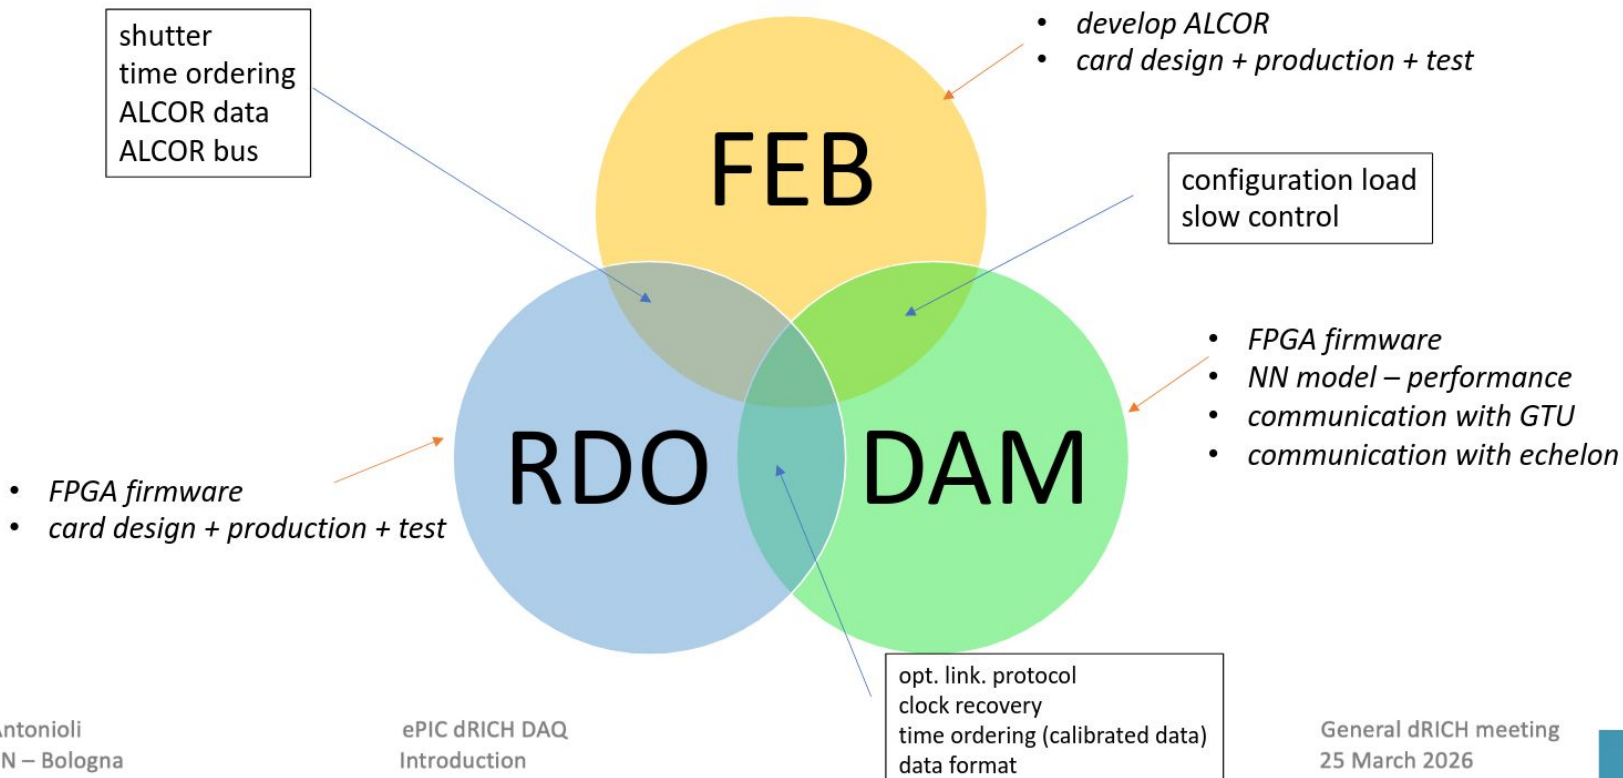 shutter
time ordering
ALCOR data
ALCOR bus
• develop ALCOR
• card design + production + test
FEB
configuration load
slow control
• FPGA firmware
• NN model – performance
• communication with GTU
• communication with echelon
RDO
DAM
• FPGA firmware
• card design + production + test
opt. link. protocol
clock recovery
time ordering (calibrated data)
data format
Antonioli
N – Bologna
ePIC dRICH DAQ
Introduction
General dRICH meeting
25 March 2026